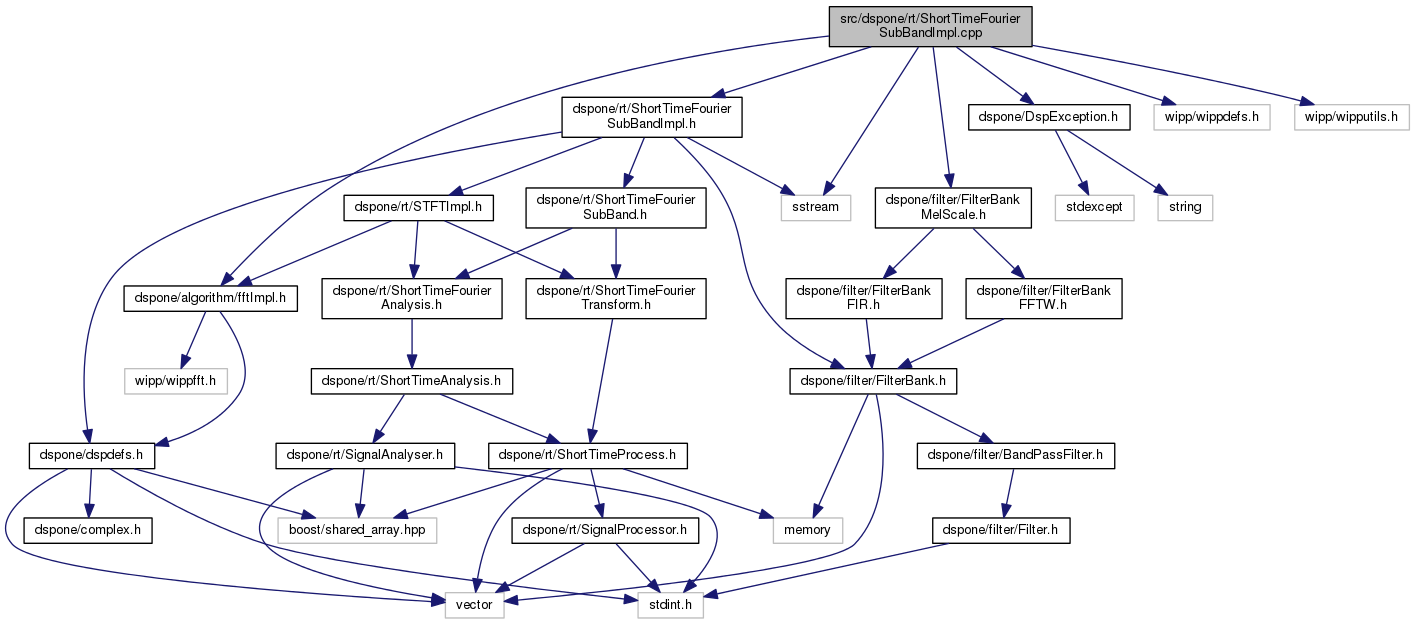 src/dspone/rt/ShortTimeFourier
SubBandImpl.cpp
dspone/rt/ShortTimeFourier
SubBandImpl.h
dspone/DspException.h
wipp/wippdefs.h
wipp/wipputils.h
dspone/rt/STFTImpl.h
dspone/rt/ShortTimeFourier
SubBand.h
sstream
dspone/filter/FilterBank
MelScale.h
stdexcept
string
dspone/algorithm/fftImpl.h
dspone/rt/ShortTimeFourier
Analysis.h
dspone/rt/ShortTimeFourier
Transform.h
dspone/filter/FilterBank
FIR.h
dspone/filter/FilterBank
FFTW.h
wipp/wippfft.h
dspone/rt/ShortTimeAnalysis.h
dspone/filter/FilterBank.h
dspone/dspdefs.h
dspone/rt/SignalAnalyser.h
dspone/rt/ShortTimeProcess.h
dspone/filter/BandPassFilter.h
dspone/complex.h
boost/shared_array.hpp
dspone/rt/SignalProcessor.h
memory
dspone/filter/Filter.h
vector
stdint.h